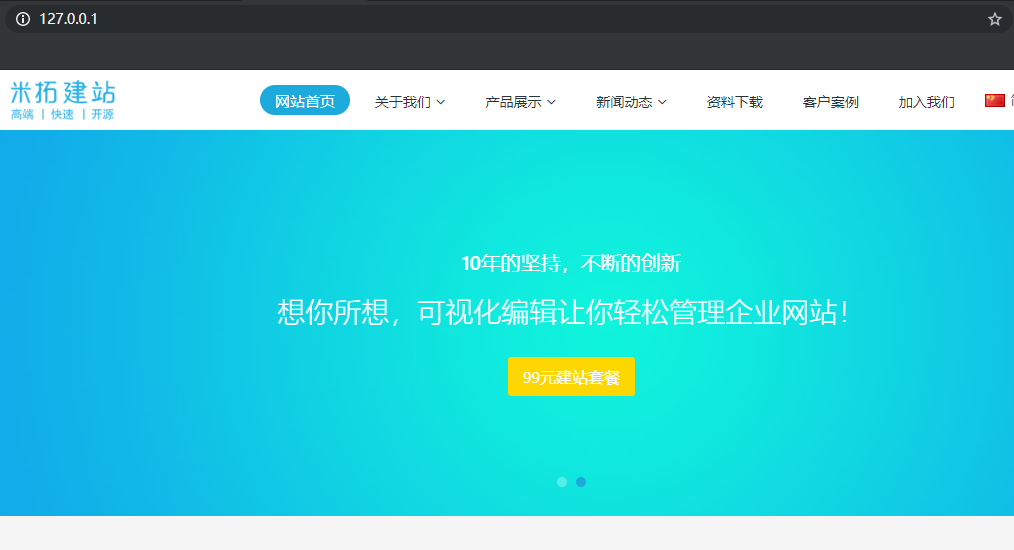 127.0.0.1
米拓建站
高端 | 快速 | 开源
网站首页 关于我们 产品展示 新闻动态 资料下载 客户案例 加入我们
10年的坚持，不断的创新
想你所想，可视化编辑让你轻松管理企业网站！
99元建站套餐